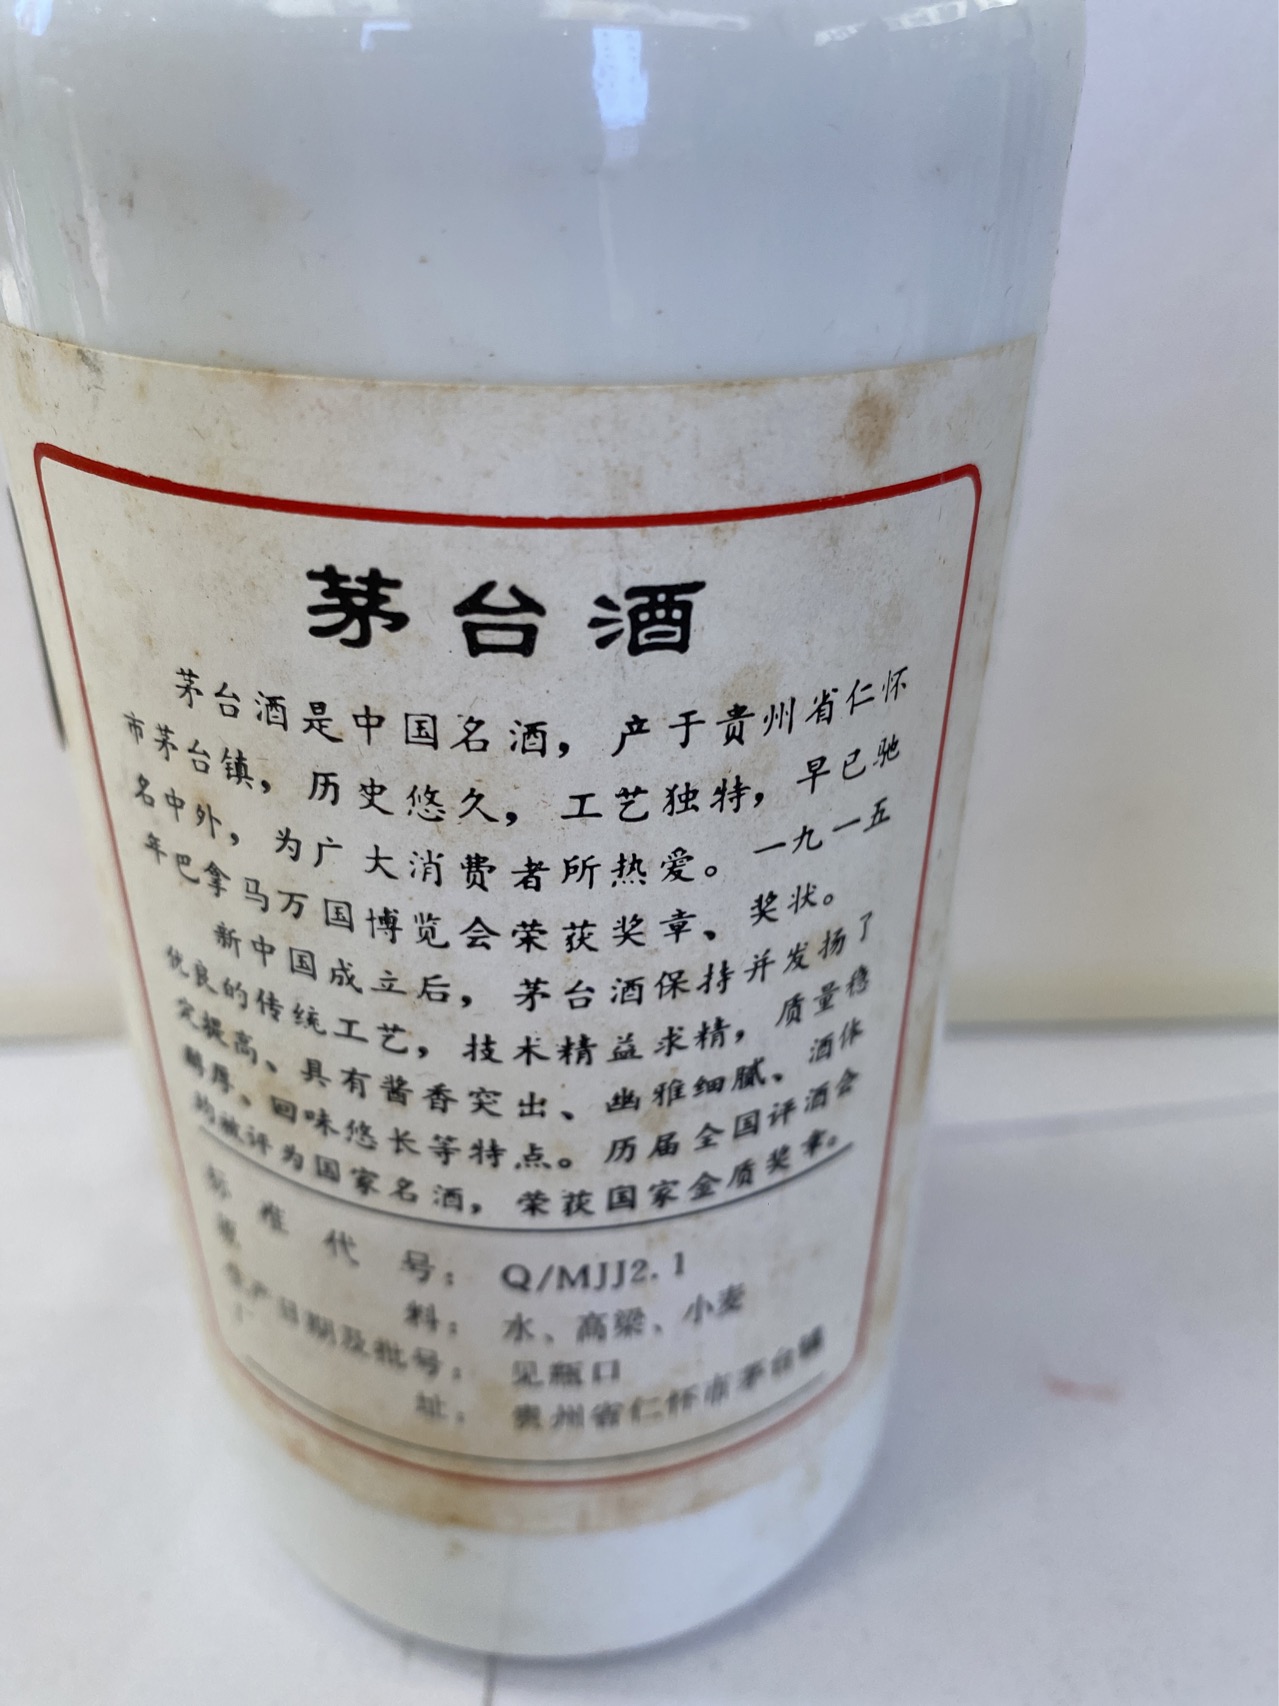 茅台酒
茅台酒是中国名酒，产于贵州省仁怀
市茅台镇，历史悠久，工艺独特，早已驰
名中外，为广大消费者所热爱。一九一五
年巴拿马万国博览会荣获奖章、奖状。
新中国成立后，茅台酒保持并发扬了
优良的传统工艺，技术精益求精，质量稳
定提高、具有酱香突出、幽雅细腻、酒体
醇厚、回味悠长等特点。历届全国评酒会
均被评为国家名酒，荣获国家金质奖章。
标准代号：Q/MJJ2.1
原料：水、高粱、小麦
生产日期及批号：见瓶口
厂址：贵州省仁怀市茅台镇